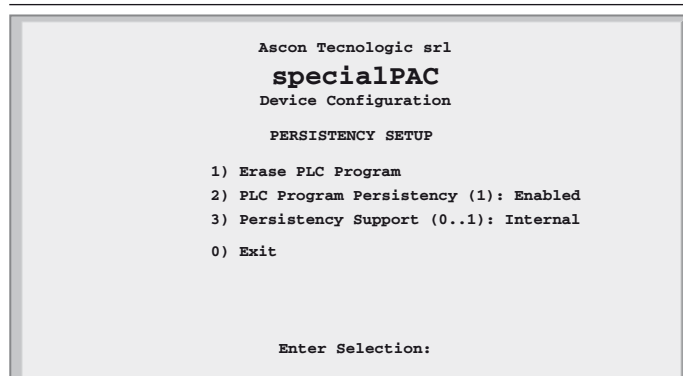 Ascon Tecnologic srl
specialPAC
Device Configuration
PERSISTENCY SETUP
1) Erase PLC Program
2) PLC Program Persistency (1): Enabled
3) Persistency Support (0..1): Internal
0) Exit
Enter Selection: